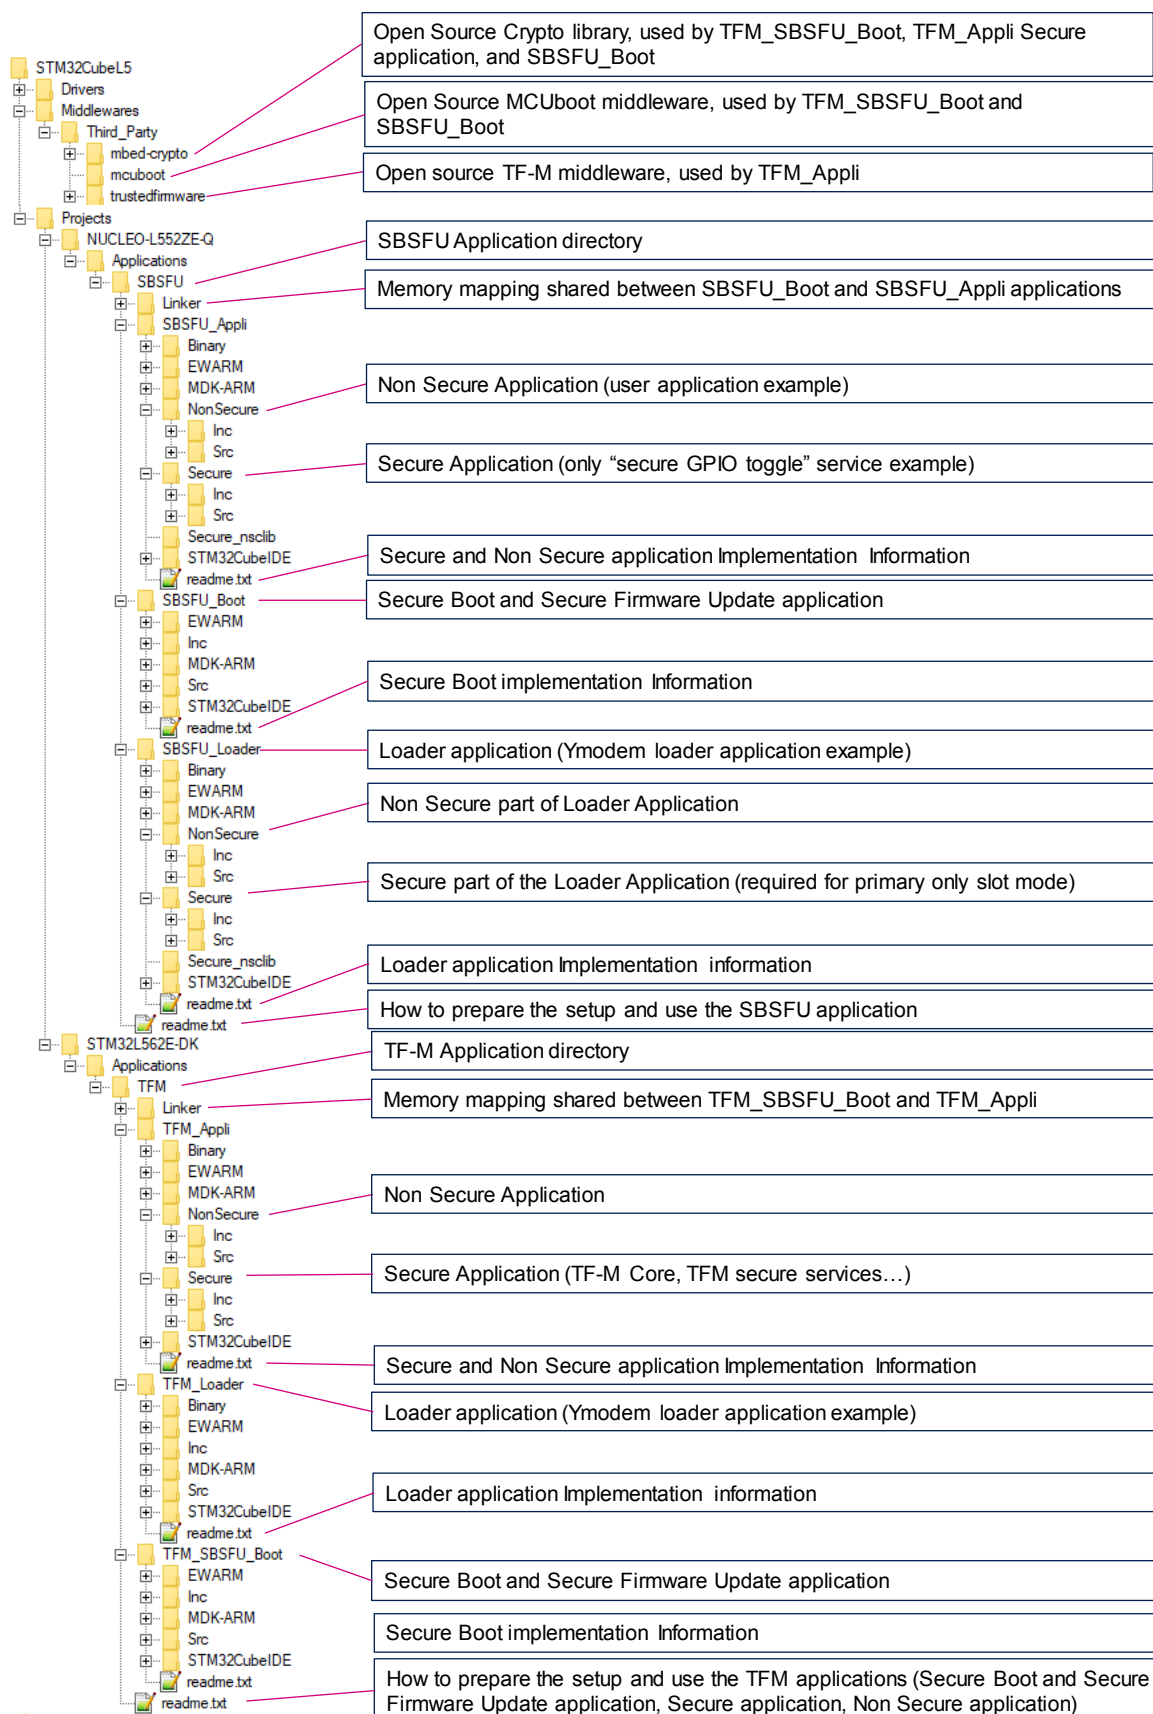 Open Source Crypto library, used by TFM_SBSFU_Boot, TFM_Appli Secure
application, and SBSFU_Boot
STM32CubeL5
Drivers
Middlewares
Open Source MCUboot middleware, used by TFM_SBSFU_Boot and
SBSFU_Boot
Third_Party
mbed-crypto
mcuboot
Open source TF-M middleware, used by TFM_Appli
trustedfirmware
Projects
NUCLEO-L552ZE-Q
SBSFU Application directory
Applications
SBSFU
Memory mapping shared between SBSFU_Boot and SBSFU_Appli applications
Linker
SBSFU_Appli
Binary
EWARM
MDK-ARM
Non Secure Application (user application example)
NonSecure
Inc
Src
Secure Application (only “secure GPIO toggle” service example)
Secure
Inc
Src
Secure_nsclib
STM32CubeIDE
Secure and Non Secure application Implementation Information
readme.txt
SBSFU_Boot
Secure Boot and Secure Firmware Update application
EWARM
Inc
MDK-ARM
Src
Secure Boot implementation Information
STM32CubeIDE
readme.txt
SBSFU_Loader
Loader application (Ymodem loader application example)
Binary
EWARM
MDK-ARM
Non Secure part of Loader Application
NonSecure
Inc
Src
Secure part of the Loader Application (required for primary only slot mode)
Secure
Inc
Src
Secure_nsclib
Loader application Implementation information
STM32CubeIDE
readme.txt
How to prepare the setup and use the SBSFU application
readme.txt
STM32L562E-DK
TF-M Application directory
Applications
TFM
Memory mapping shared between TFM_SBSFU_Boot and TFM_Appli
Linker
TFM_Appli
Binary
EWARM
MDK-ARM
Non Secure Application
NonSecure
Inc
Src
Secure Application (TF-M Core, TFM secure services…)
Secure
Inc
Src
STM32CubeIDE
readme.txt
Secure and Non Secure application Implementation Information
TFM_Loader
Binary
Loader application (Ymodem loader application example)
EWARM
Inc
MDK-ARM
Src
Loader application Implementation information
STM32CubeIDE
readme.txt
TFM_SBSFU_Boot
EWARM
Secure Boot and Secure Firmware Update application
Inc
MDK-ARM
Src
Secure Boot implementation Information
STM32CubeIDE
readme.txt
How to prepare the setup and use the TFM applications (Secure Boot and Secure
Firmware Update application, Secure application, Non Secure application)
readme.txt